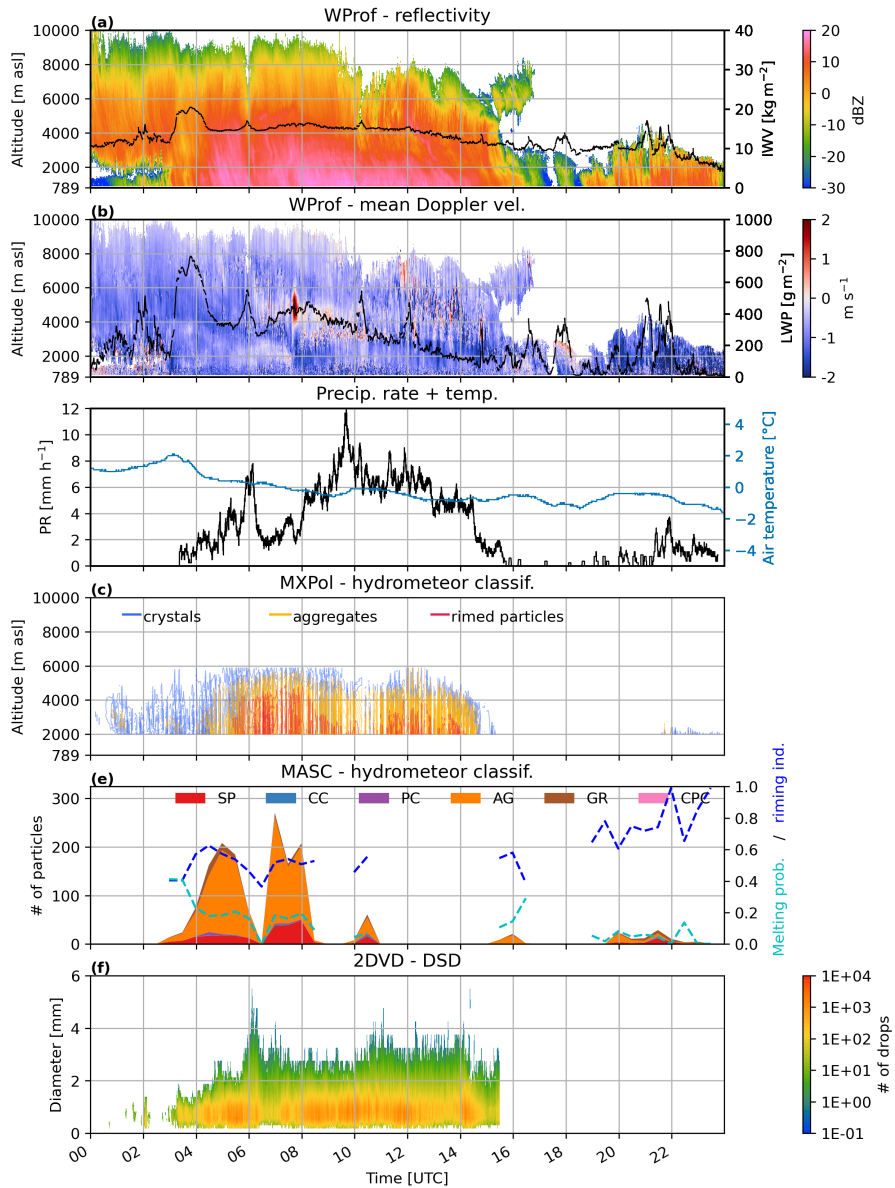 (a) WProf - reflectivity
10000 8000 6000 4000 2000 789
Altitude [m asl]
40 30 20 10 0
IWV [kg m−2]
20 10 0 -10 -20 -30
dBZ
(b) WProf - mean Doppler vel.
10000 8000 6000 4000 2000 789
Altitude [m asl]
1000 800 600 400 200 0
LWP [g m−2]
2 1 0 -1 -2
m s−1
Precip. rate + temp.
12 10 8 6 4 2 0
PR [mm h−1]
4 2 0 −2 −4
Air temperature [°C]
(c) MXPol - hydrometeor classif.
crystals aggregates rimed particles
10000 8000 6000 4000 2000 789
Altitude [m asl]
(e) MASC - hydrometeor classif.
SP CC PC AG GR CPC
300 200 100 0
# of particles
1.0 0.8 0.6 0.4 0.2 0.0
Melting prob. / riming ind.
(f) 2DVD - DSD
6 4 2 0
Diameter [mm]
1E+04 1E+03 1E+02 1E+01 1E+00 1E-01
# of drops
00 02 04 06 08 10 12 14 16 18 20 22
Time [UTC]